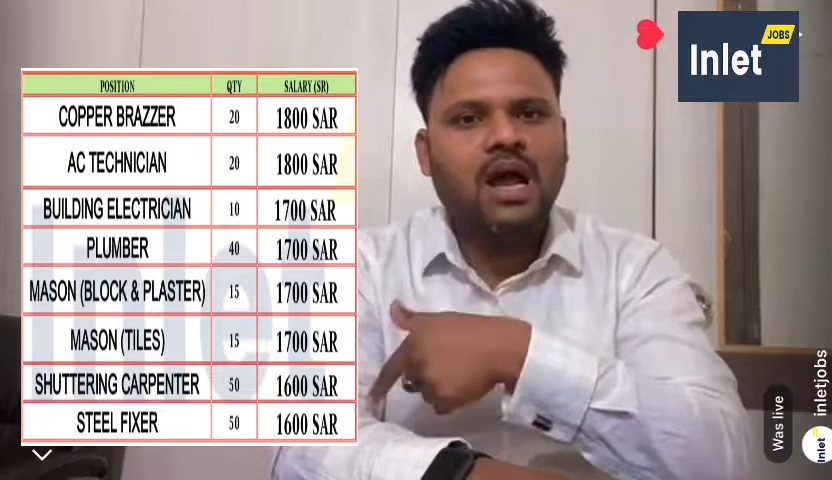 JOBS
Inlet
POSITION QTY SALARY (SR)
COPPER BRAZZER 20 1800 SAR
AC TECHNICIAN 20 1800 SAR
BUILDING ELECTRICIAN 10 1700 SAR
PLUMBER 40 1700 SAR
MASON (BLOCK & PLASTER) 15 1700 SAR
MASON (TILES) 15 1700 SAR
SHUTTERING CARPENTER 50 1600 SAR
STEEL FIXER 50 1600 SAR
Inlet
Was live
inletjobs
Inlet